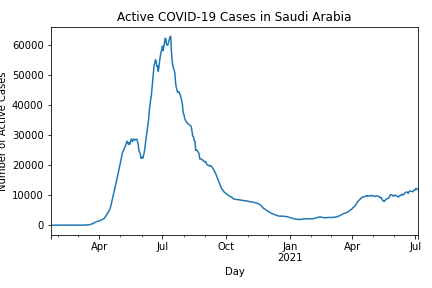 Active COVID-19 Cases in Saudi Arabia
Number of Active Cases
60000
50000
40000
30000
20000
10000
0
Apr Jul Oct Jan Apr Jul
2021
Day